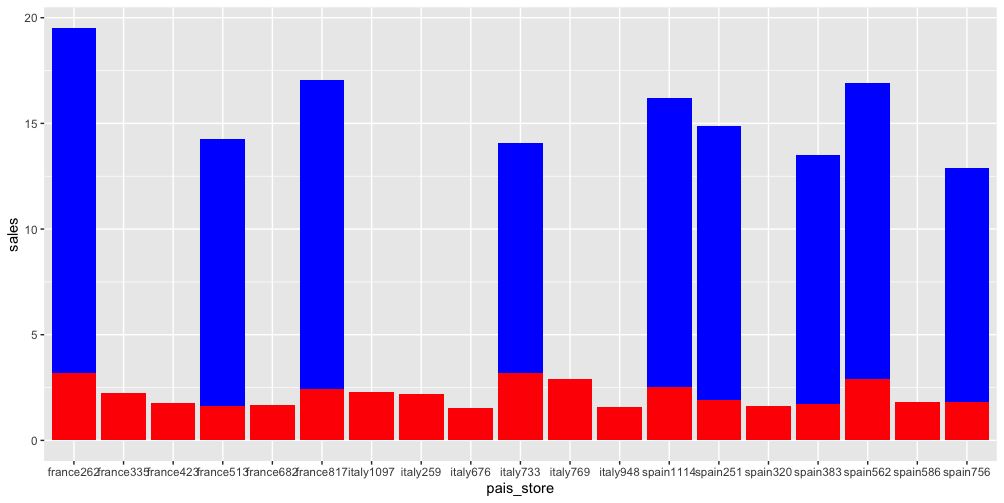 20
15
10
5
0
sales
france262 france335 france423 france513 france682 france817 italy1097 italy259 italy676 italy733 italy769 italy948 spain1114 spain251 spain320 spain383 spain562 spain586 spain756
pais_store